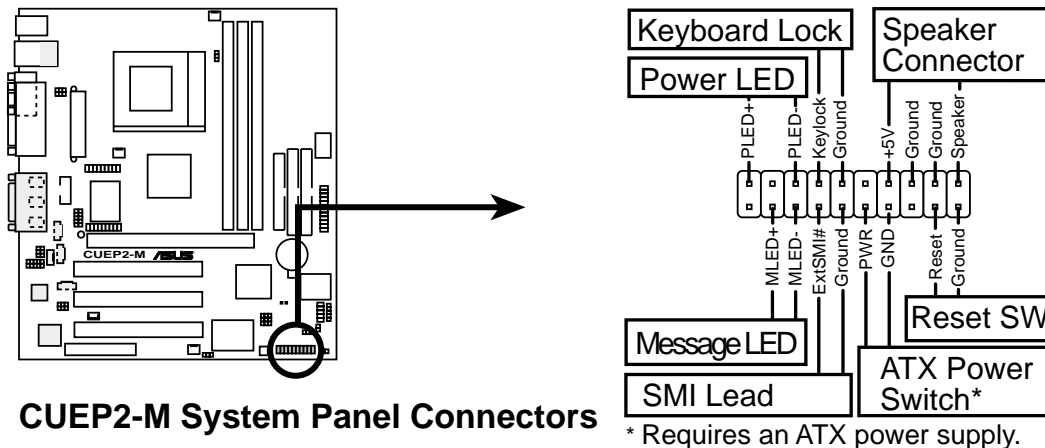 Keyboard Lock
Speaker
Connector
Power LED
PLED+
PLED-
Keylock
Ground
+5V
Ground
Ground
Speaker
MLED+
MLED-
ExtSMI#
Ground
PWR
GND
Reset
Ground
Reset SW
Message LED
ATX Power
Switch*
SMI Lead
* Requires an ATX power supply.
CUEP2-M ASUS
CUEP2-M System Panel Connectors